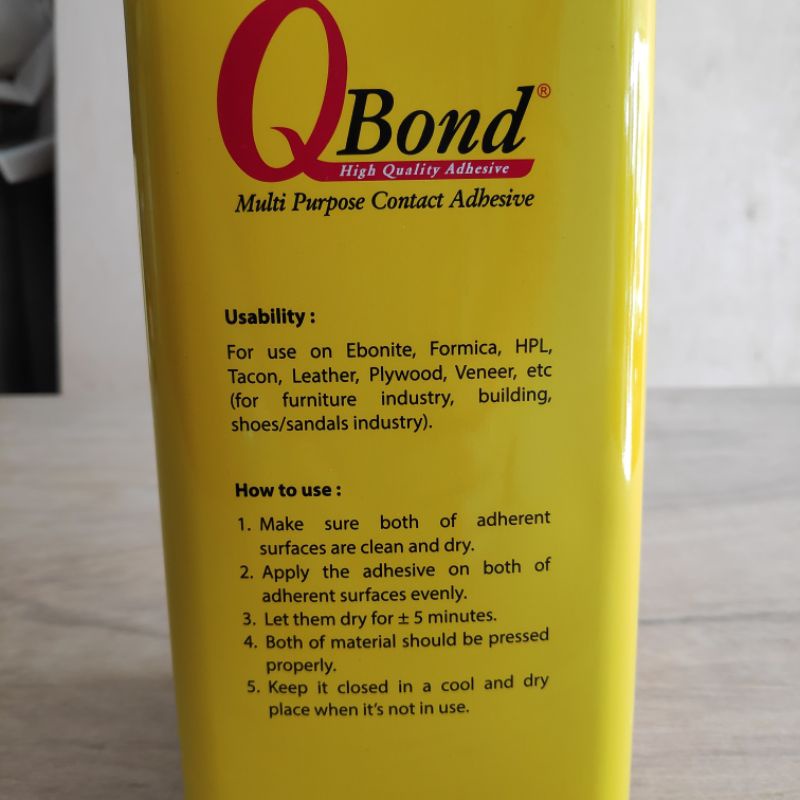 QBond®
High Quality Adhesive
Multi Purpose Contact Adhesive
Usability :
For use on Ebonite, Formica, HPL,
Tacon, Leather, Plywood, Veneer, etc
(for furniture industry, building,
shoes/sandals industry).
How to use :
1. Make sure both of adherent
surfaces are clean and dry.
2. Apply the adhesive on both of
adherent surfaces evenly.
3. Let them dry for ± 5 minutes.
4. Both of material should be pressed
properly.
5. Keep it closed in a cool and dry
place when it's not in use.